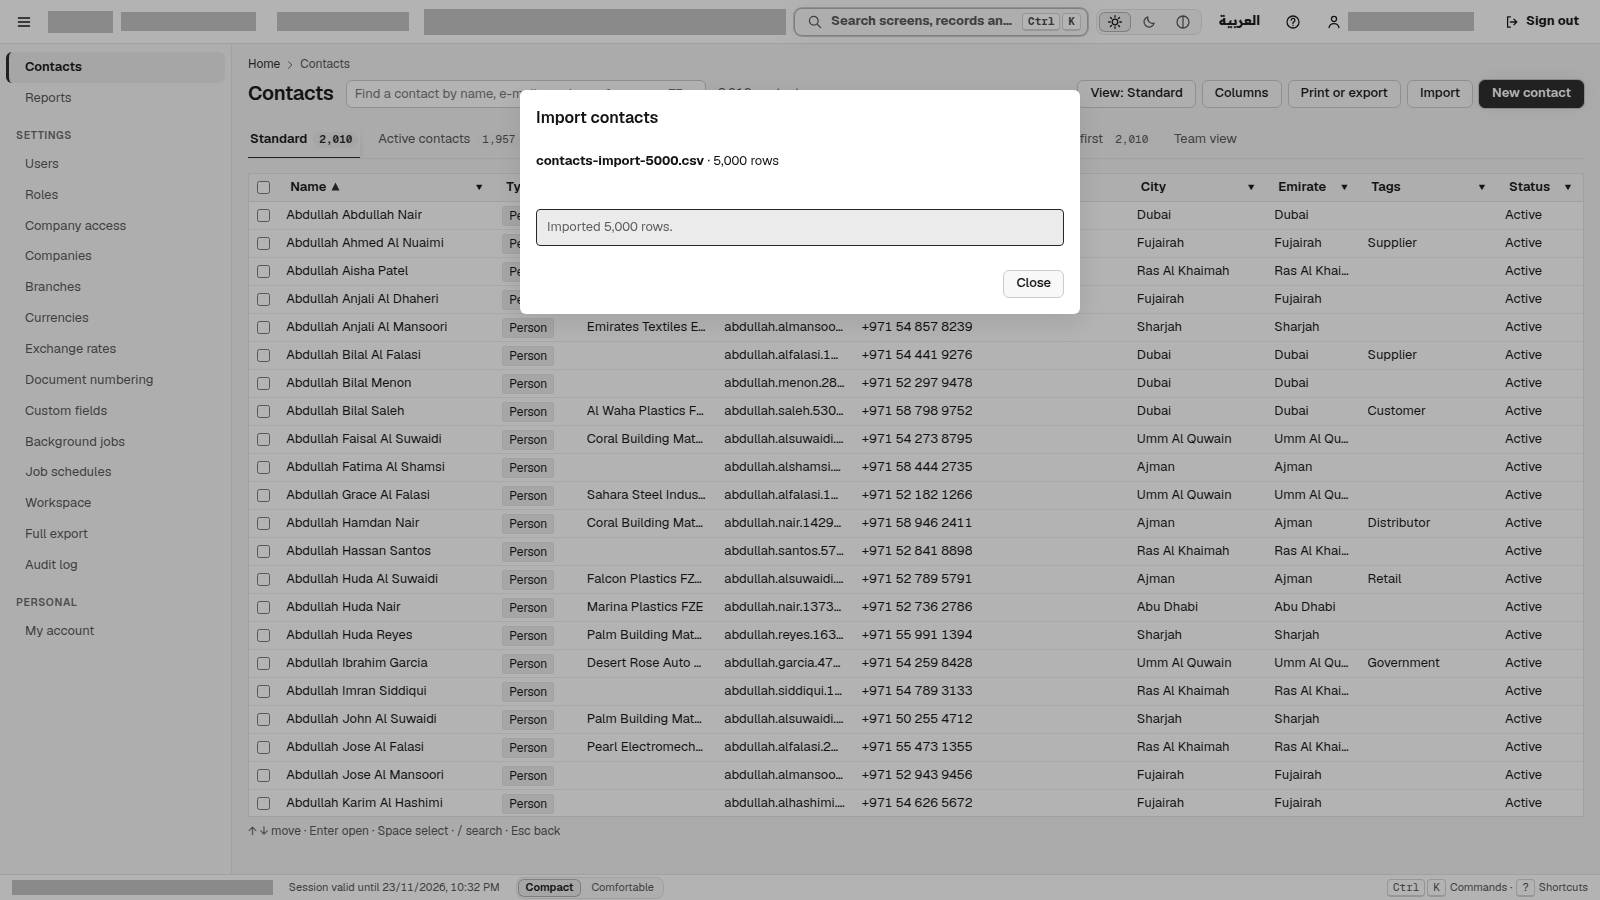 Search screens, records an... Ctrl K
العربية
Sign out
Contacts
Reports
SETTINGS
Users
Roles
Company access
Companies
Branches
Currencies
Exchange rates
Document numbering
Custom fields
Background jobs
Job schedules
Workspace
Full export
Audit log
PERSONAL
My account
Home > Contacts
Contacts
Find a contact by name, e-m
View: Standard
Columns
Print or export
Import
New contact
Standard 2,010
Active contacts 1,957
first 2,010
Team view
Import contacts
contacts-import-5000.csv · 5,000 rows
Imported 5,000 rows.
Close
Name ▲ ▼ Ty City ▼ Emirate ▼ Tags ▼ Status ▼
Abdullah Abdullah Nair Pe Dubai Dubai Active
Abdullah Ahmed Al Nuaimi Pe Fujairah Fujairah Supplier Active
Abdullah Aisha Patel Pe Ras Al Khaimah Ras Al Khai... Active
Abdullah Anjali Al Dhaheri Pe Fujairah Fujairah Active
Abdullah Anjali Al Mansoori Person Emirates Textiles E... abdullah.almansoo... +971 54 857 8239 Sharjah Sharjah Active
Abdullah Bilal Al Falasi Person abdullah.alfalasi.1... +971 54 441 9276 Dubai Dubai Supplier Active
Abdullah Bilal Menon Person abdullah.menon.28... +971 52 297 9478 Dubai Dubai Active
Abdullah Bilal Saleh Person Al Waha Plastics F... abdullah.saleh.530... +971 58 798 9752 Dubai Dubai Customer Active
Abdullah Faisal Al Suwaidi Person Coral Building Mat... abdullah.alsuwaidi.... +971 54 273 8795 Umm Al Quwain Umm Al Qu... Active
Abdullah Fatima Al Shamsi Person abdullah.alshamsi.... +971 58 444 2735 Ajman Ajman Active
Abdullah Grace Al Falasi Person Sahara Steel Indus... abdullah.alfalasi.1... +971 52 182 1266 Umm Al Quwain Umm Al Qu... Active
Abdullah Hamdan Nair Person Coral Building Mat... abdullah.nair.1429... +971 58 946 2411 Ajman Ajman Distributor Active
Abdullah Hassan Santos Person abdullah.santos.57... +971 52 841 8898 Ras Al Khaimah Ras Al Khai... Active
Abdullah Huda Al Suwaidi Person Falcon Plastics FZ... abdullah.alsuwaidi.... +971 52 789 5791 Ajman Ajman Retail Active
Abdullah Huda Nair Person Marina Plastics FZE abdullah.nair.1373... +971 52 736 2786 Abu Dhabi Abu Dhabi Active
Abdullah Huda Reyes Person Palm Building Mat... abdullah.reyes.163... +971 55 991 1394 Sharjah Sharjah Active
Abdullah Ibrahim Garcia Person Desert Rose Auto ... abdullah.garcia.47... +971 54 259 8428 Umm Al Quwain Umm Al Qu... Government Active
Abdullah Imran Siddiqui Person abdullah.siddiqui.1... +971 54 789 3133 Ras Al Khaimah Ras Al Khai... Active
Abdullah John Al Suwaidi Person Palm Building Mat... abdullah.alsuwaidi.... +971 50 255 4712 Sharjah Sharjah Active
Abdullah Jose Al Falasi Person Pearl Electromech... abdullah.alfalasi.2... +971 55 473 1355 Ras Al Khaimah Ras Al Khai... Active
Abdullah Jose Al Mansoori Person abdullah.almansoo... +971 52 943 9456 Fujairah Fujairah Active
Abdullah Karim Al Hashimi Person abdullah.alhashimi.... +971 54 626 5672 Fujairah Fujairah Active
↑ ↓ move · Enter open · Space select · / search · Esc back
Session valid until 23/11/2026, 10:32 PM
Compact Comfortable
Ctrl K Commands · ? Shortcuts